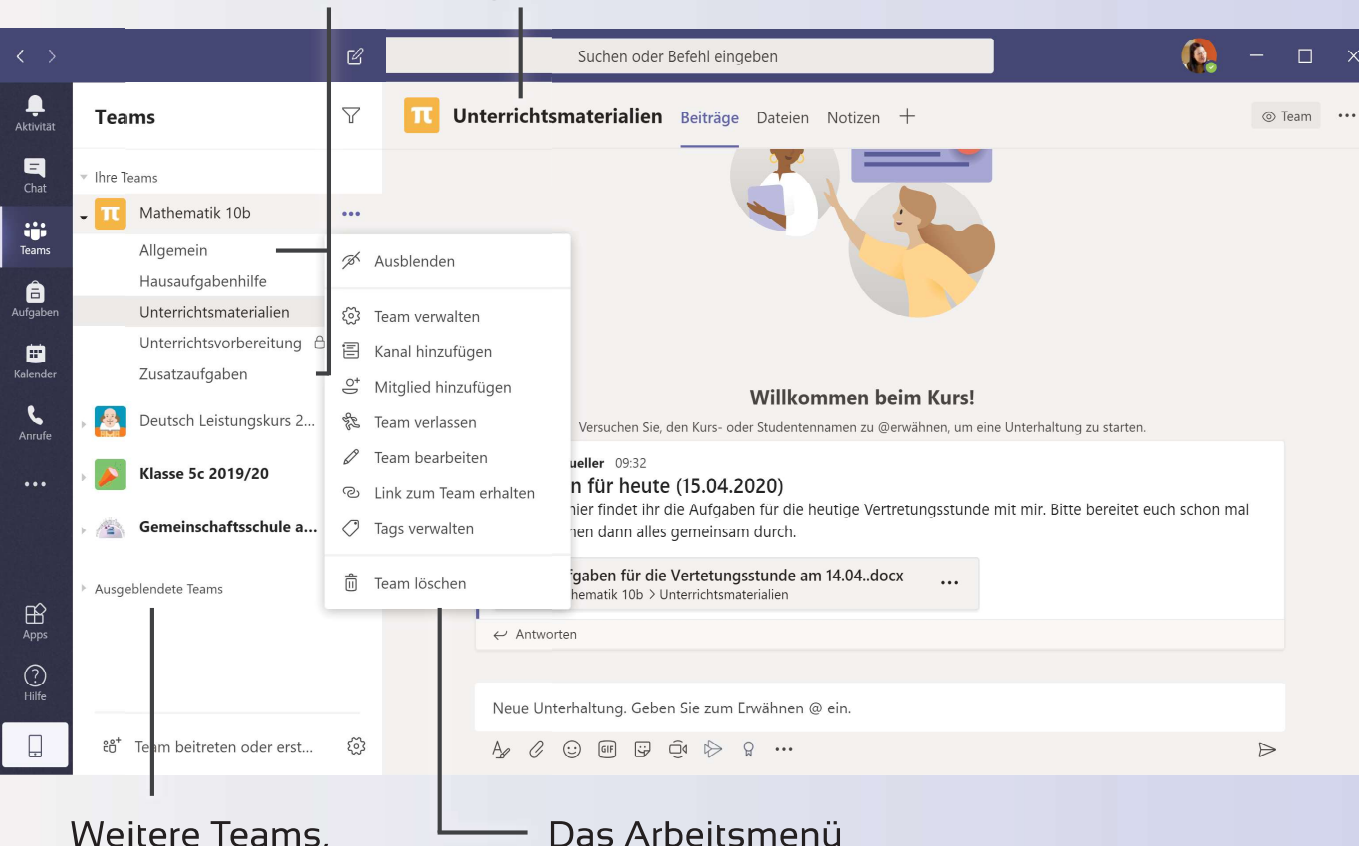 Suchen oder Befehl eingeben
Aktivität
Chat
Teams
Aufgaben
Kalender
Anrufe
Apps
Hilfe
Teams
Ihre Teams
Mathematik 10b
Allgemein
Hausaufgabenhilfe
Unterrichtsmaterialien
Unterrichtsvorbereitung
Zusatzaufgaben
Deutsch Leistungskurs 2...
Klasse 5c 2019/20
Gemeinschaftsschule a...
Ausgeblendete Teams
Team beitreten oder erst...
Ausblenden
Team verwalten
Kanal hinzufügen
Mitglied hinzufügen
Team verlassen
Team bearbeiten
Link zum Team erhalten
Tags verwalten
Team löschen
π Unterrichtsmaterialien Beiträge Dateien Notizen + Team ...
Willkommen beim Kurs!
Versuchen Sie, den Kurs- oder Studentennamen zu @erwähnen, um eine Unterhaltung zu starten.
ueller 09:32
n für heute (15.04.2020)
hier findet ihr die Aufgaben für die heutige Vertretungsstunde mit mir. Bitte bereitet euch schon mal
dann alles gemeinsam durch.
fgaben für die Vertetungsstunde am 14.04..docx ...
hematik 10b > Unterrichtsmaterialien
Antworten
Neue Unterhaltung. Geben Sie zum Erwähnen @ ein.
GIF
Weitere Teams,
Das Arbeitsmenü